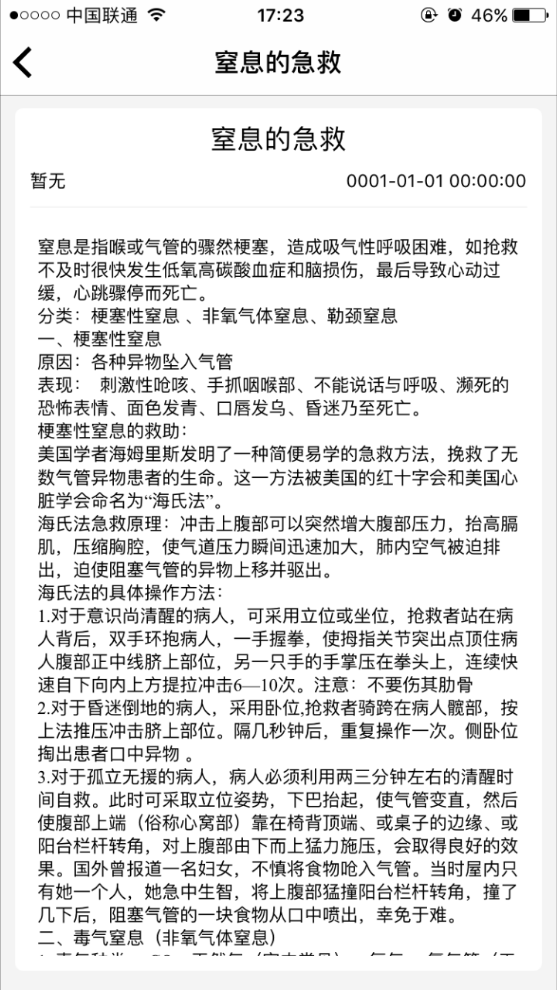 中国联通 17:23 46%
窒息的急救
窒息的急救
暂无 0001-01-01 00:00:00
窒息是指喉或气管的骤然梗塞，造成吸气性呼吸困难，如抢救
不及时很快发生低氧高碳酸血症和脑损伤，最后导致心动过
缓，心跳骤停而死亡。
分类：梗塞性窒息 、非氧气体窒息、勒颈窒息
一、梗塞性窒息
原因：各种异物坠入气管
表现： 刺激性呛咳、手抓咽喉部、不能说话与呼吸、濒死的
恐怖表情、面色发青、口唇发乌、昏迷乃至死亡。
梗塞性窒息的救助：
美国学者海姆里斯发明了一种简便易学的急救方法，挽救了无
数气管异物患者的生命。这一方法被美国的红十字会和美国心
脏学会命名为“海氏法”。
海氏法急救原理：冲击上腹部可以突然增大腹部压力，抬高膈
肌，压缩胸腔，使气道压力瞬间迅速加大，肺内空气被迫排
出，迫使阻塞气管的异物上移并驱出。
海氏法的具体操作方法：
1.对于意识尚清醒的病人，可采用立位或坐位，抢救者站在病
人背后，双手环抱病人，一手握拳，使拇指关节突出点顶住病
人腹部正中线脐上部位，另一只手的手掌压在拳头上，连续快
速自下向内上方提拉冲击6—10次。注意：不要伤其肋骨
2.对于昏迷倒地的病人，采用卧位,抢救者骑跨在病人髋部，按
上法推压冲击脐上部位。隔几秒钟后，重复操作一次。侧卧位
掏出患者口中异物 。
3.对于孤立无援的病人，病人必须利用两三分钟左右的清醒时
间自救。此时可采取立位姿势，下巴抬起，使气管变直，然后
使腹部上端（俗称心窝部）靠在椅背顶端、或桌子的边缘、或
阳台栏杆转角，对上腹部由下而上猛力施压，会取得良好的效
果。国外曾报道一名妇女，不慎将食物呛入气管。当时屋内只
有她一个人，她急中生智，将上腹部猛撞阳台栏杆转角，撞了
几下后，阻塞气管的一块食物从口中喷出，幸免于难。
二、毒气窒息（非氧气体窒息）